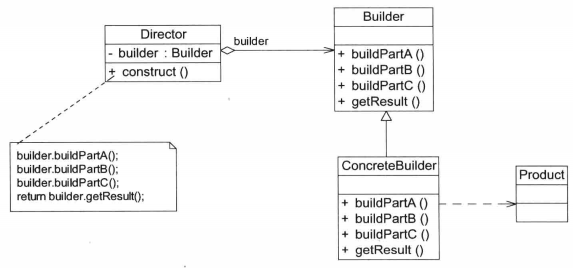 Director
- builder : Builder
+ construct ()
builder
Builder
+ buildPartA ()
+ buildPartB ()
+ buildPartC ()
+ getResult ()
builder.buildPartA();
builder.buildPartB();
builder.buildPartC();
return builder.getResult();
ConcreteBuilder
+ buildPartA ()
+ buildPartB ()
+ buildPartC ()
+ getResult ()
Product